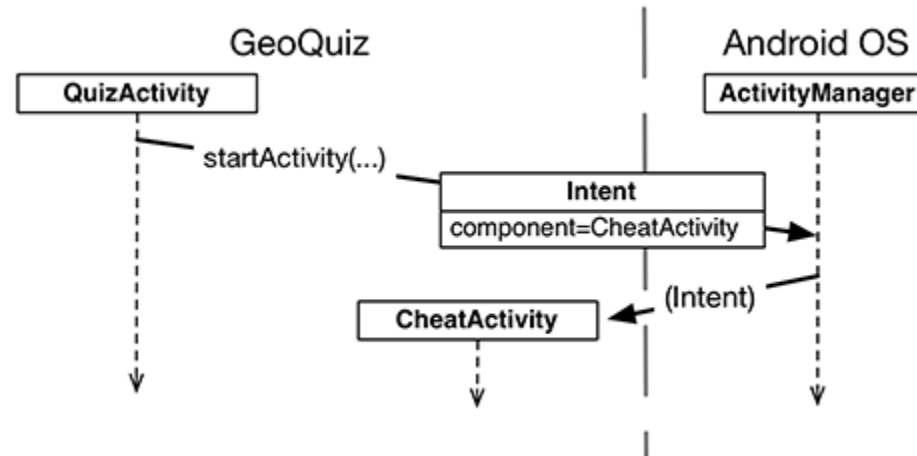 GeoQuiz
Android OS
QuizActivity
ActivityManager
startActivity(...)
Intent
component=CheatActivity
(Intent)
CheatActivity